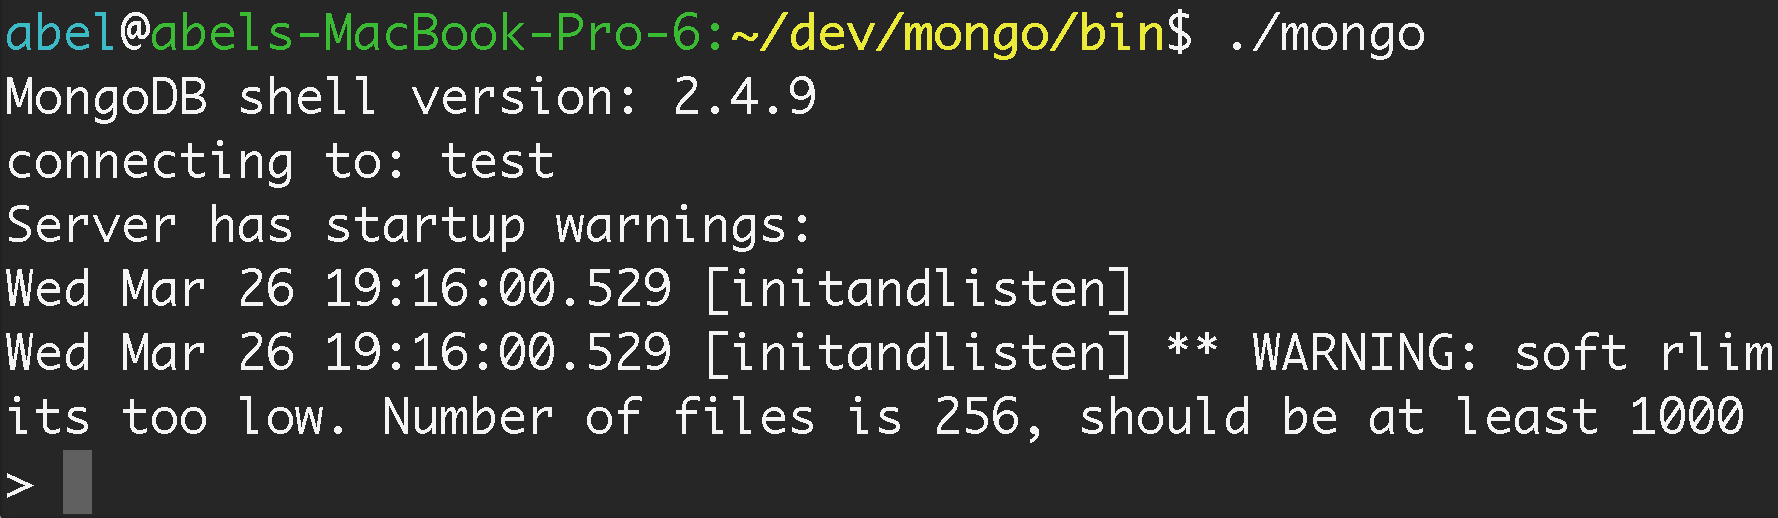 abel@abels-MacBook-Pro-6:~/dev/mongo/bin$ ./mongo
MongoDB shell version: 2.4.9
connecting to: test
Server has startup warnings:
Wed Mar 26 19:16:00.529 [initandlisten]
Wed Mar 26 19:16:00.529 [initandlisten] ** WARNING: soft rlim
its too low. Number of files is 256, should be at least 1000
>